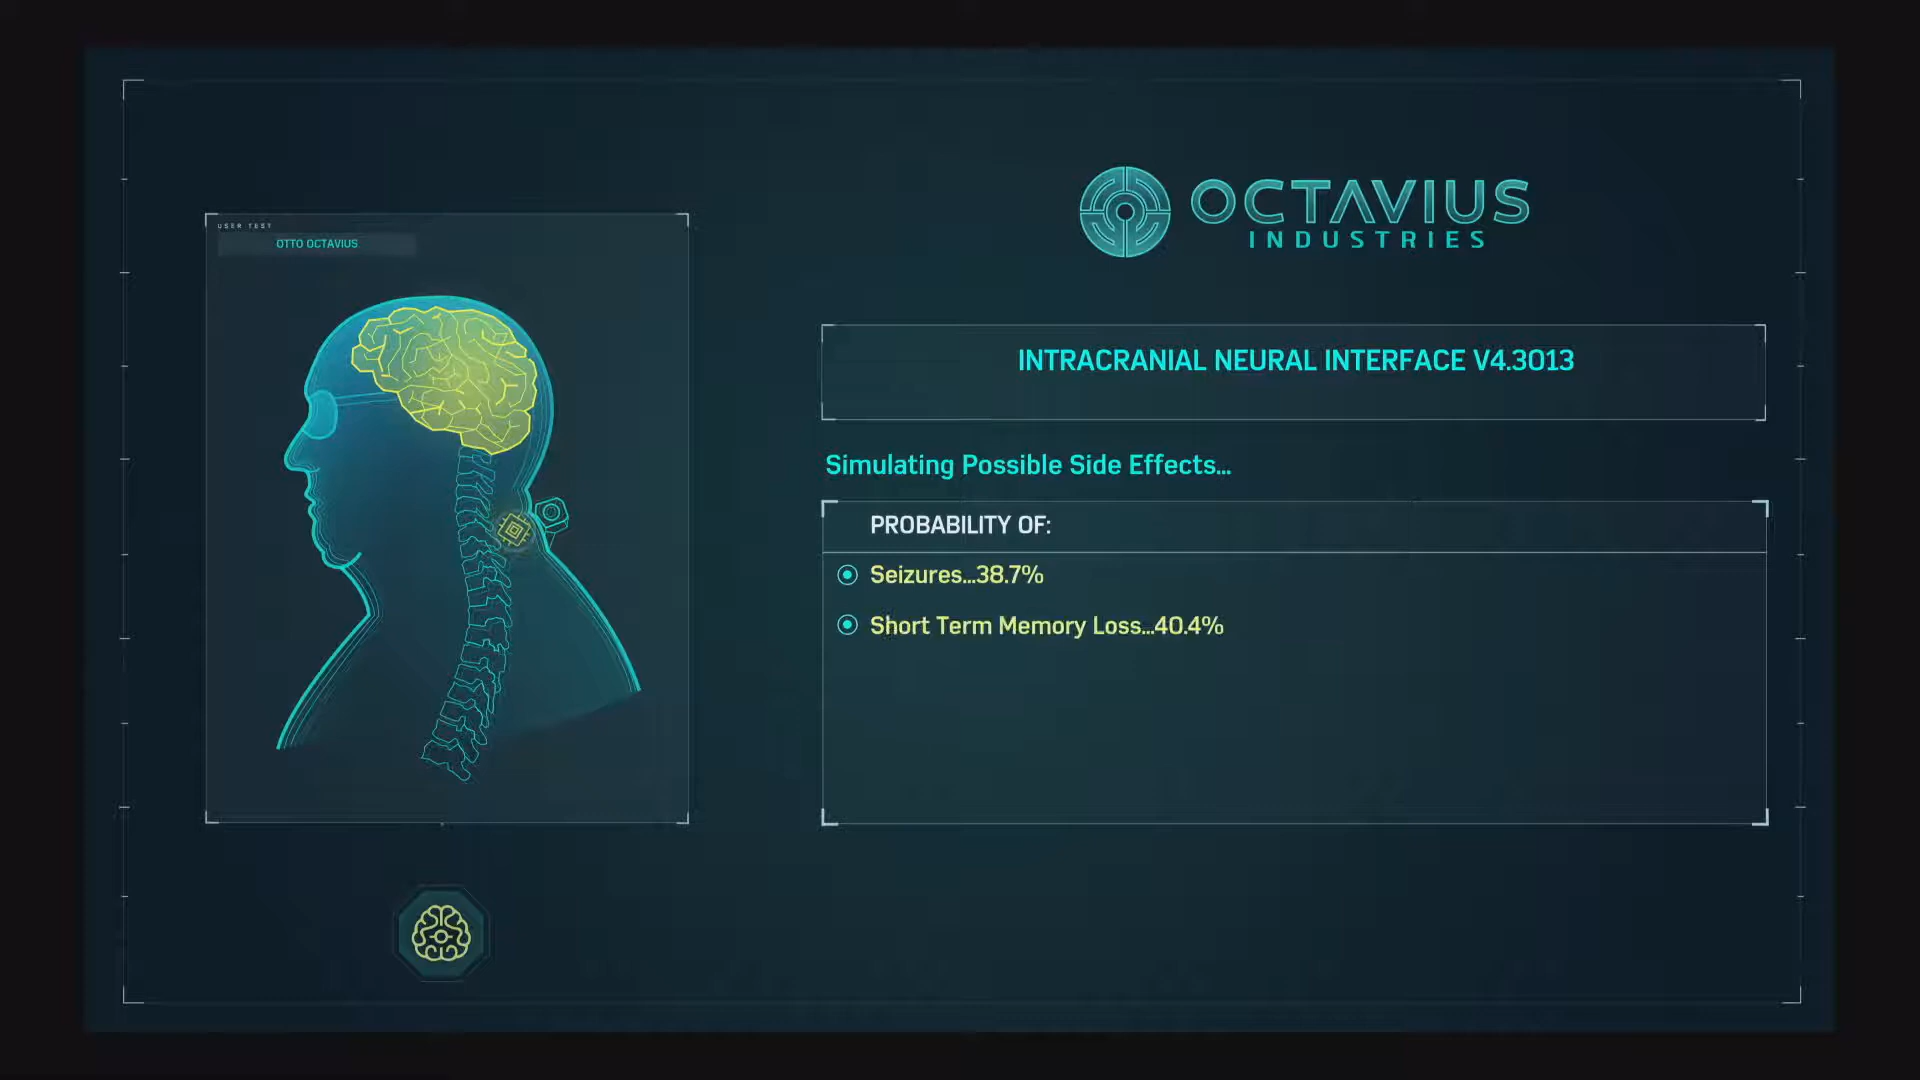 USER TEST
OTTO OCTAVIUS
OCTAVIUS
INDUSTRIES
INTRACRANIAL NEURAL INTERFACE V4.3013
Simulating Possible Side Effects...
PROBABILITY OF:
Seizures...38.7%
Short Term Memory Loss...40.4%